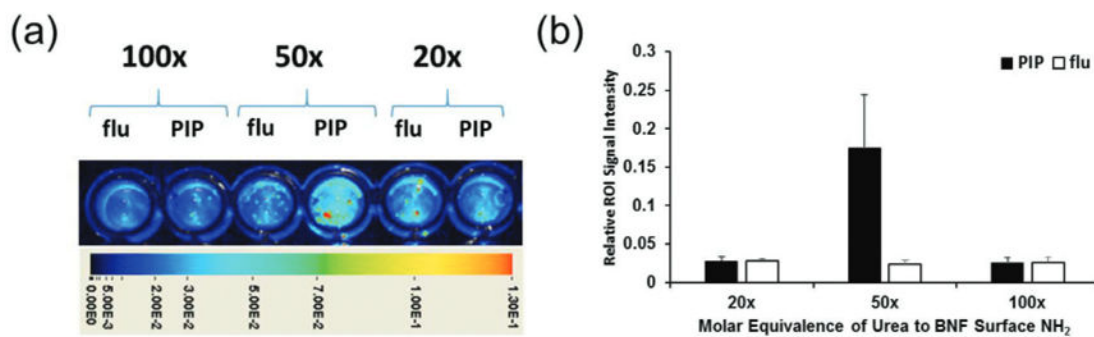 (a)
100x 50x 20x
flu PIP flu PIP flu PIP
0.00E0 5.00E-3 2.00E-2 3.00E-2 5.00E-2 7.00E-2 1.00E-1 1.30E-1
(b)
Relative ROI Signal Intensity
0.3
0.25
0.2
0.15
0.1
0.05
0
PIP flu
20x 50x 100x
Molar Equivalence of Urea to BNF Surface NH₂